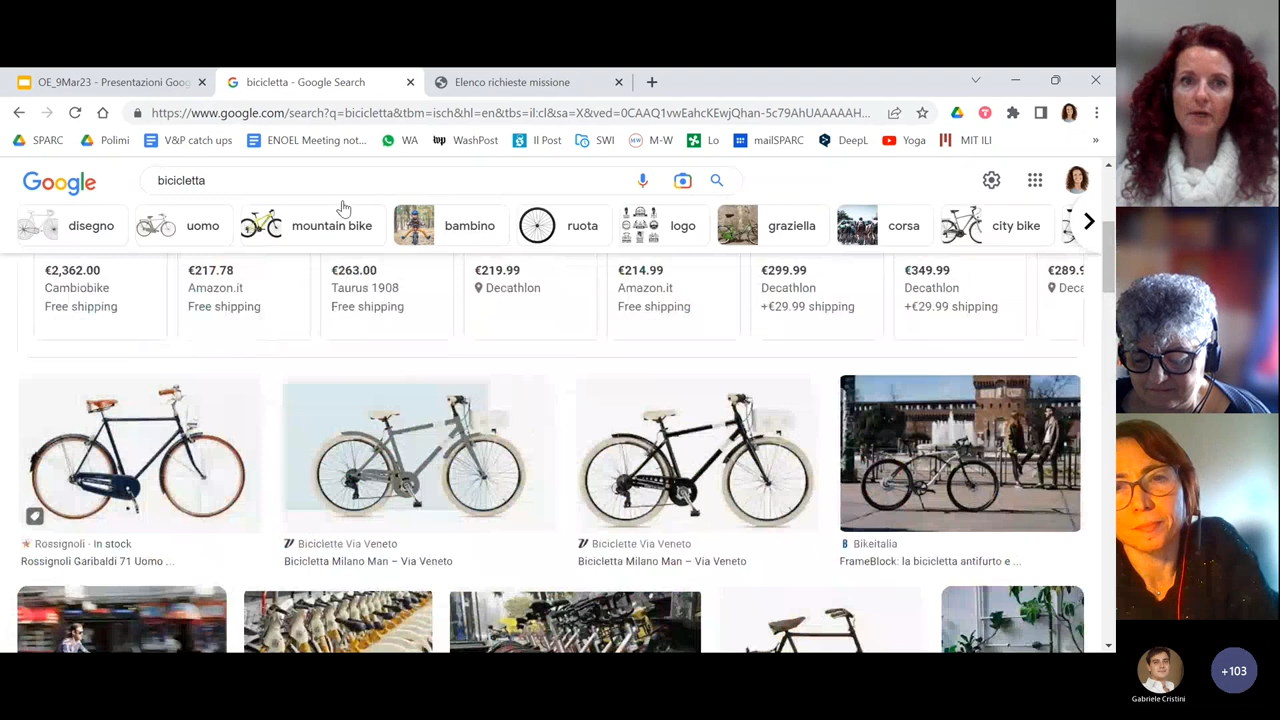 OE_9Mar23 - Presentazioni Goog
bicicletta - Google Search
Elenco richieste missione
https://www.google.com/search?q=bicicletta&tbm=isch&hl=en&tbs=il:cl&sa=X&ved=0CAAQ1vwEahcKEwjQhan-5c79AhUAAAAAH...
SPARC
Polimi
V&P catch ups
ENOEL Meeting not...
WA
WashPost
Il Post
SWI
M-W
Lo
mailSPARC
DeepL
Yoga
MIT ILI
»
Google
bicicletta
disegno
uomo
mountain bike
bambino
ruota
logo
graziella
corsa
city bike
€2,362.00
Cambiobike
Free shipping
€217.78
Amazon.it
Free shipping
€263.00
Taurus 1908
Free shipping
€219.99
Decathlon
€214.99
Amazon.it
Free shipping
€299.99
Decathlon
+€29.99 shipping
€349.99
Decathlon
+€29.99 shipping
€289.9
Deca
Rossignoli · In stock
Rossignoli Garibaldi 71 Uomo ...
Biciclette Via Veneto
Bicicletta Milano Man – Via Veneto
Biciclette Via Veneto
Bicicletta Milano Man – Via Veneto
Bikeitalia
FrameBlock: la bicicletta antifurto e ...
Gabriele Cristini
+103